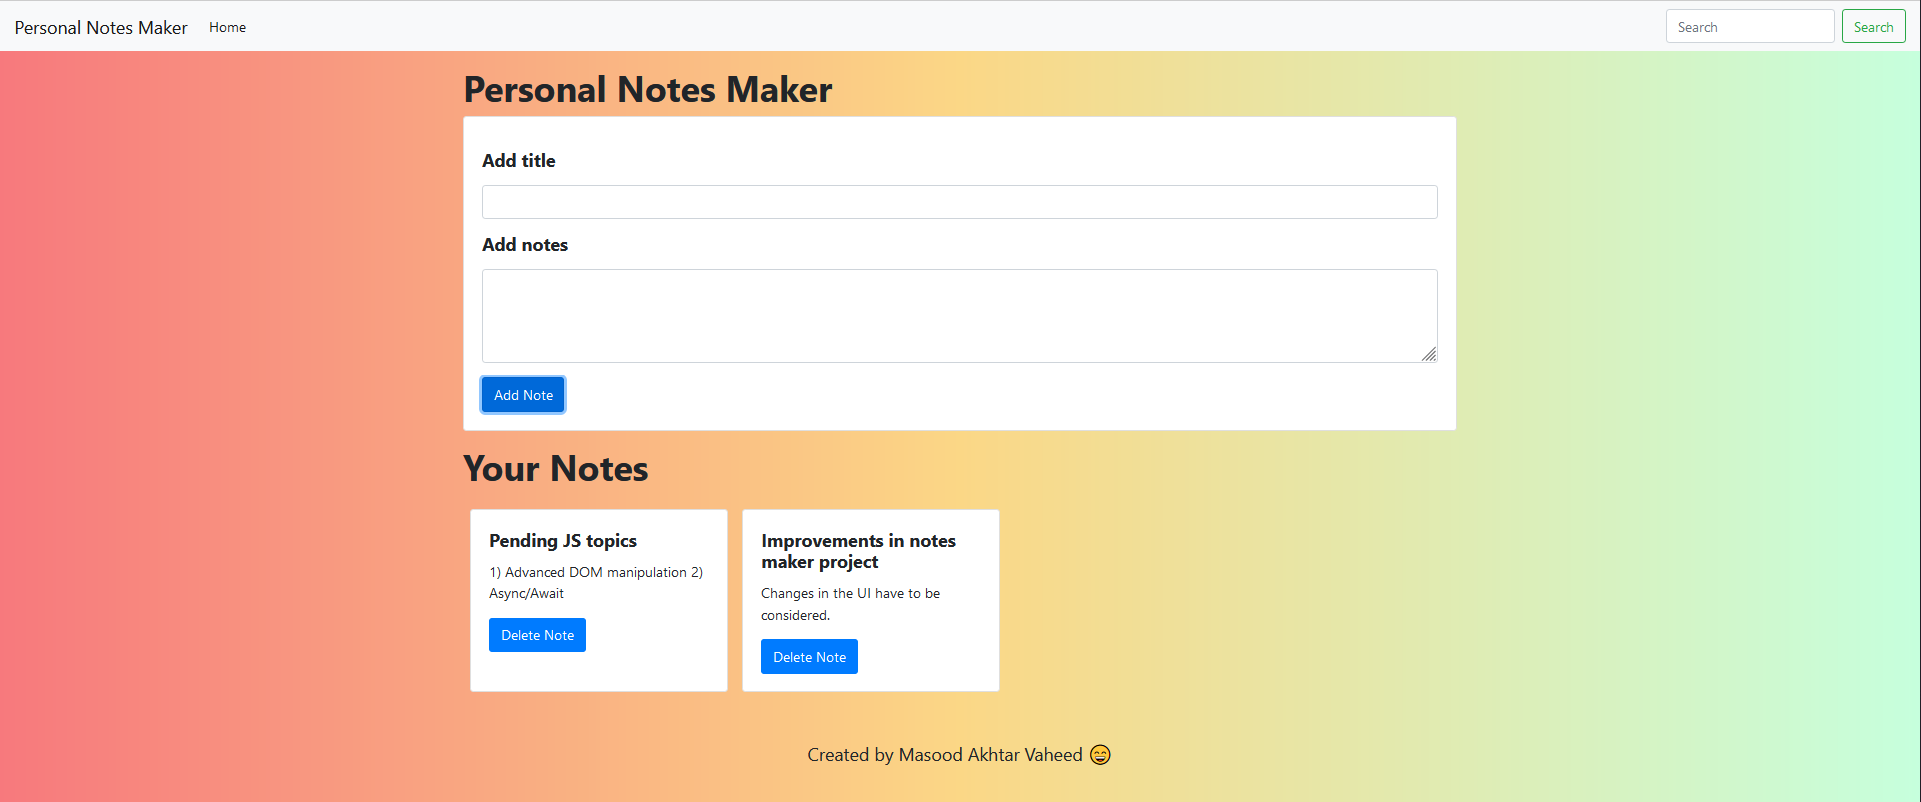 Personal Notes Maker Home Search Search
Personal Notes Maker
Add title
Add notes
Add Note
Your Notes
Pending JS topics
1) Advanced DOM manipulation 2)
Async/Await
Delete Note
Improvements in notes
maker project
Changes in the UI have to be
considered.
Delete Note
Created by Masood Akhtar Vaheed 😄